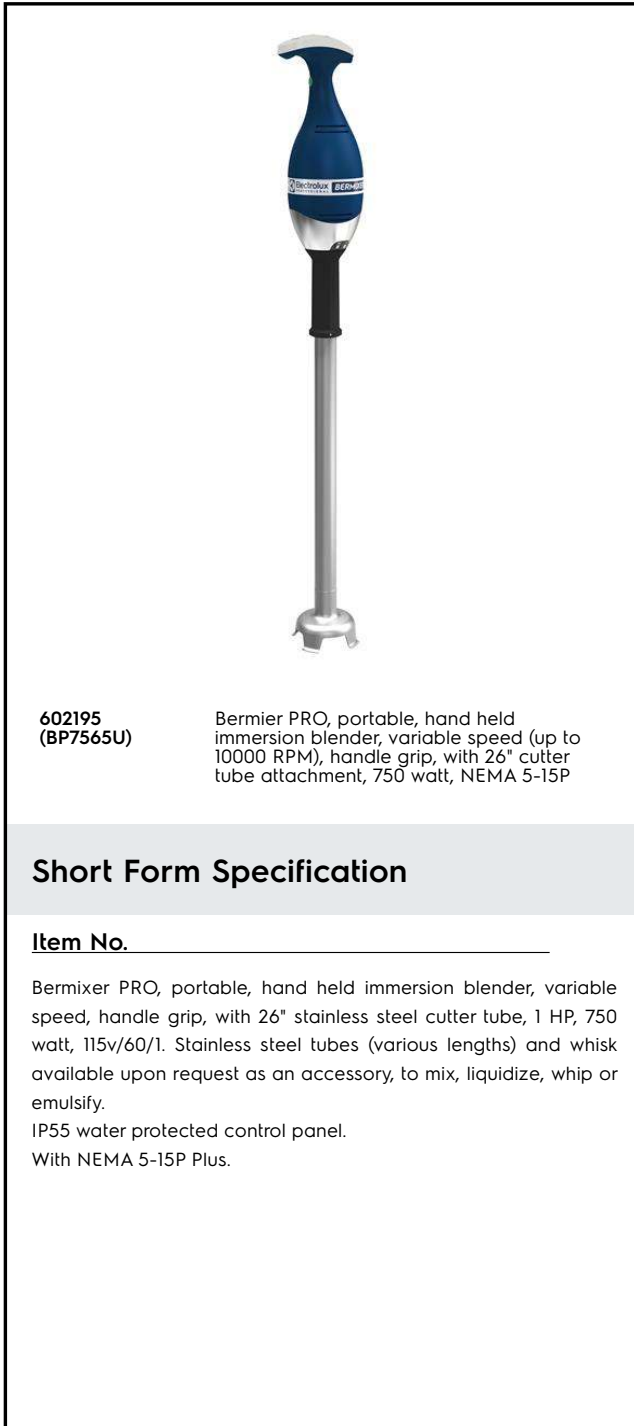 Electrolux
PROFESSIONAL
602195
(BP7565U)
Bermier PRO, portable, hand held
immersion blender, variable speed (up to
10000 RPM), handle grip, with 26" cutter
tube attachment, 750 watt, NEMA 5-15P
Short Form Specification
Item No.
Bermixer PRO, portable, hand held immersion blender, variable
speed, handle grip, with 26" stainless steel cutter tube, 1 HP, 750
watt, 115v/60/1. Stainless steel tubes (various lengths) and whisk
available upon request as an accessory, to mix, liquidize, whip or
emulsify.
IP55 water protected control panel.
With NEMA 5-15P Plus.